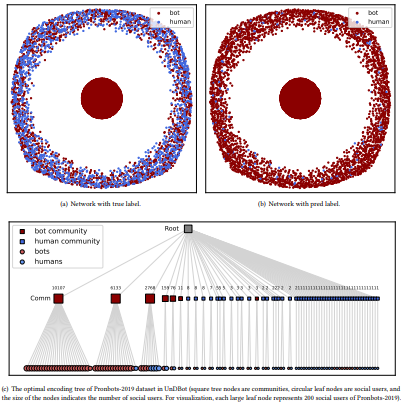 bot
human
bot
human
(a) Network with true label.
(b) Network with pred label.
bot community
human community
bots
humans
Root
Comm
10107
6133
2768
(c) The optimal encoding tree of Pronbots-2019 dataset in UnDBot (square tree nodes are communities, circular leaf nodes are social users, and
the size of the nodes indicates the number of social users. For visualization, each large leaf node represents 200 social users of Pronbots-2019).